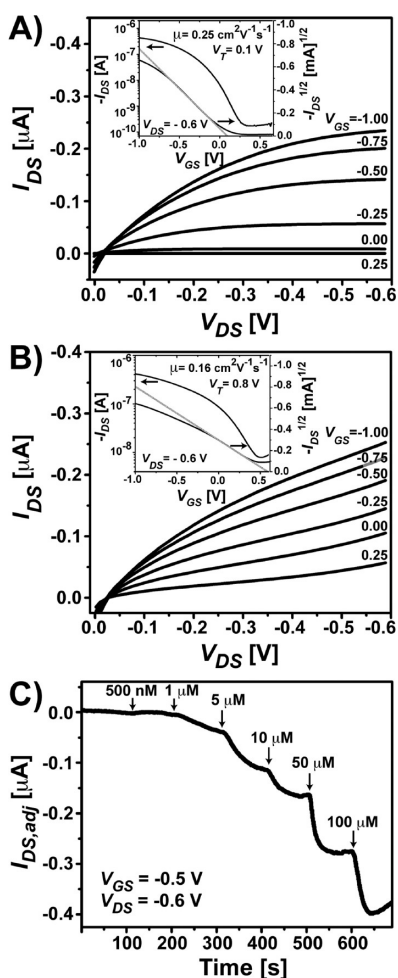 A)
μ = 0.25 cm²V⁻¹s⁻¹
V_T= 0.1 V
V_DS= - 0.6 V
-I_DS [A]
10⁻⁶
10⁻⁷
10⁻⁸
10⁻⁹
10⁻¹⁰
-1.0
-0.8
-0.6
-0.4
-0.2
0.0
-I_DS^1/2 [mA]^1/2
-1.0 -0.5 0.0 0.5
V_GS [V]
I_DS [μA]
-0.4
-0.3
-0.2
-0.1
0.0
V_GS=-1.00
-0.75
-0.50
-0.25
0.00
0.25
0.0 -0.1 -0.2 -0.3 -0.4 -0.5 -0.6
V_DS [V]
B)
μ= 0.16 cm²V⁻¹s⁻¹
V_T= 0.8 V
V_DS= - 0.6 V
-I_DS [A]
10⁻⁶
10⁻⁷
10⁻⁸
-1.0
-0.8
-0.6
-0.4
-0.2
0.0
-I_DS^1/2 [mA]^1/2
-1.0 -0.5 0.0 0.5
V_GS [V]
I_DS [μA]
-0.4
-0.3
-0.2
-0.1
0.0
V_GS=-1.00
-0.75
-0.50
-0.25
0.00
0.25
0.0 -0.1 -0.2 -0.3 -0.4 -0.5 -0.6
V_DS [V]
C)
500 nM 1 μM
5 μM
10 μM
50 μM
100 μM
I_DS,adj [μA]
0.0
-0.1
-0.2
-0.3
-0.4
V_GS = -0.5 V
V_DS = -0.6 V
0 100 200 300 400 500 600
Time [s]